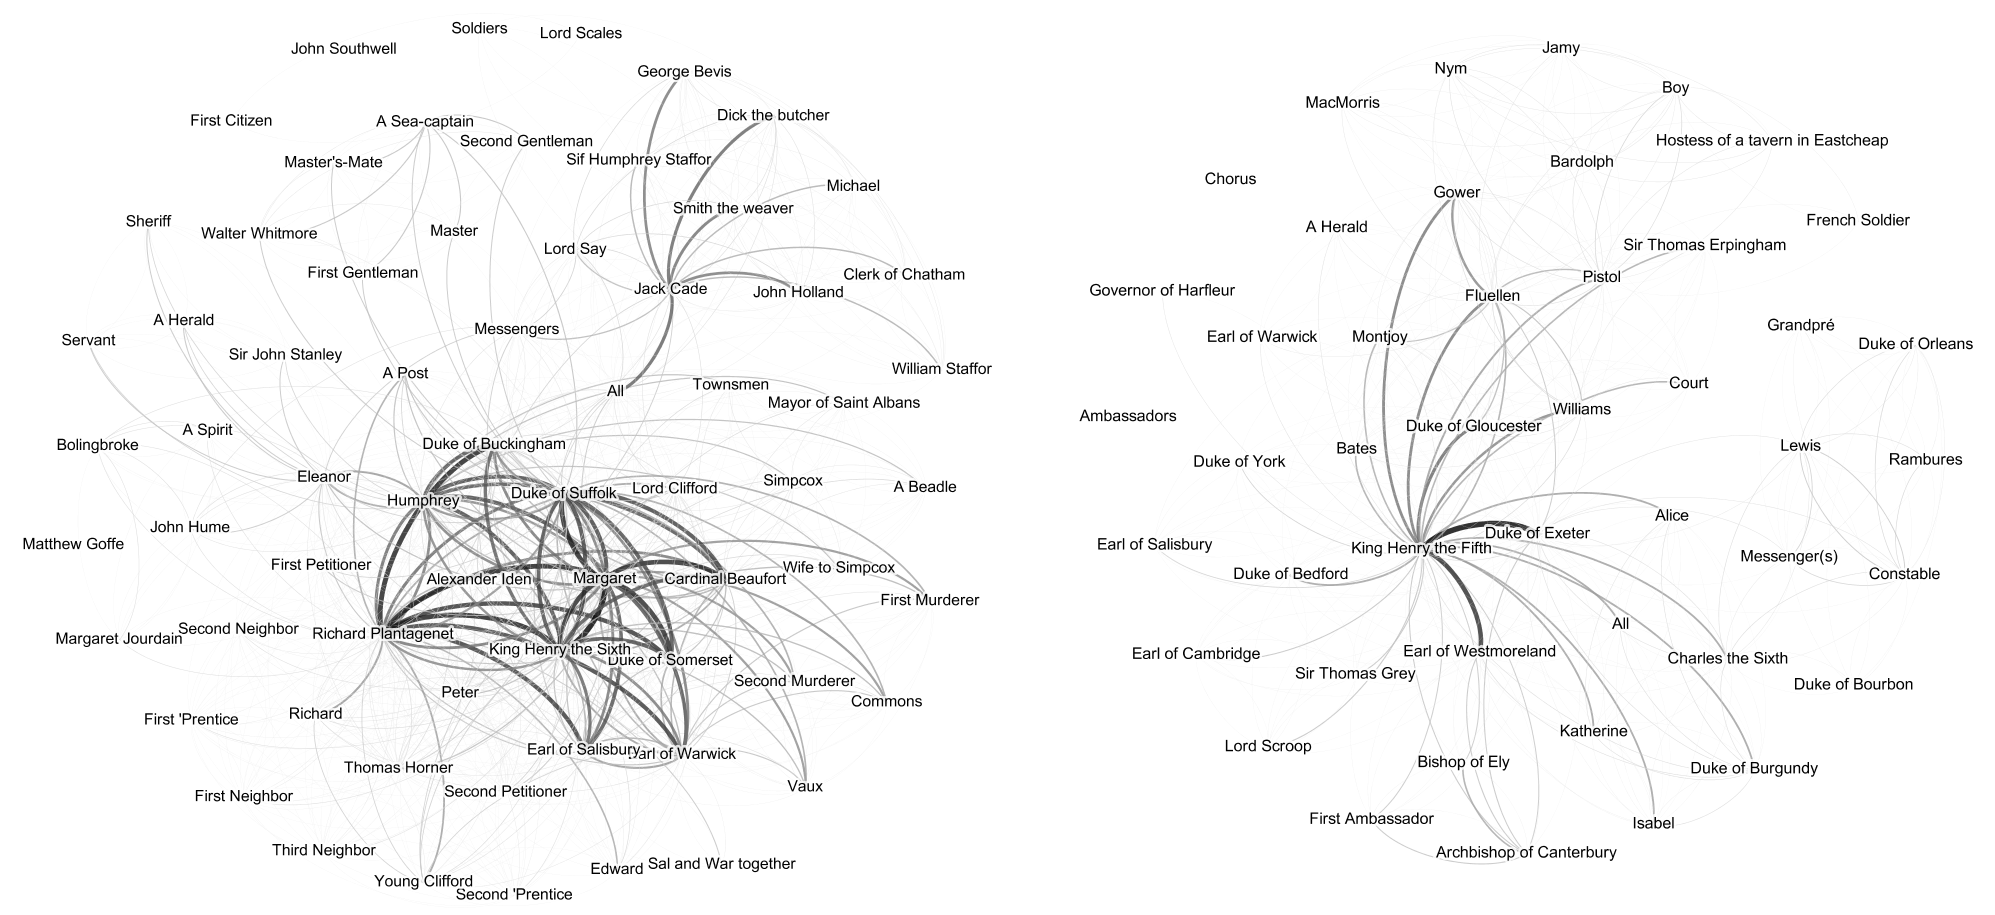 Soldiers
Lord Scales
John Southwell
George Bevis
Dick the butcher
First Citizen
A Sea-captain
Second Gentleman
Master's-Mate
Sif Humphrey Staffor
Michael
Smith the weaver
Sheriff
Walter Whitmore
Master
Lord Say
First Gentleman
Clerk of Chatham
Jack Cade
John Holland
A Herald
Messengers
Servant
Sir John Stanley
A Post
William Staffor
All
Townsmen
Mayor of Saint Albans
A Spirit
Bolingbroke
Duke of Buckingham
Eleanor
Humphrey
Duke of Suffolk
Lord Clifford
Simpcox
A Beadle
John Hume
Matthew Goffe
First Petitioner
Alexander Iden
Margaret
Cardinal Beaufort
Wife to Simpcox
First Murderer
Margaret Jourdain
Second Neighbor
Richard Plantagenet
King Henry the Sixth
Duke of Somerset
Second Murderer
Peter
Commons
First 'Prentice
Richard
Earl of Salisbury
Earl of Warwick
Thomas Horner
Second Petitioner
Vaux
First Neighbor
Third Neighbor
Young Clifford
Second 'Prentice
Edward
Sal and War together
Jamy
Nym
Boy
MacMorris
Hostess of a tavern in Eastcheap
Bardolph
Chorus
Gower
A Herald
French Soldier
Sir Thomas Erpingham
Pistol
Governor of Harfleur
Fluellen
Earl of Warwick
Montjoy
Grandpré
Duke of Orleans
Court
Ambassadors
Williams
Duke of Gloucester
Bates
Lewis
Duke of York
Rambures
Alice
Duke of Exeter
King Henry the Fifth
Earl of Salisbury
Messenger(s)
Duke of Bedford
Constable
All
Earl of Cambridge
Earl of Westmoreland
Charles the Sixth
Sir Thomas Grey
Duke of Bourbon
Katherine
Lord Scroop
Bishop of Ely
Duke of Burgundy
First Ambassador
Isabel
Archbishop of Canterbury